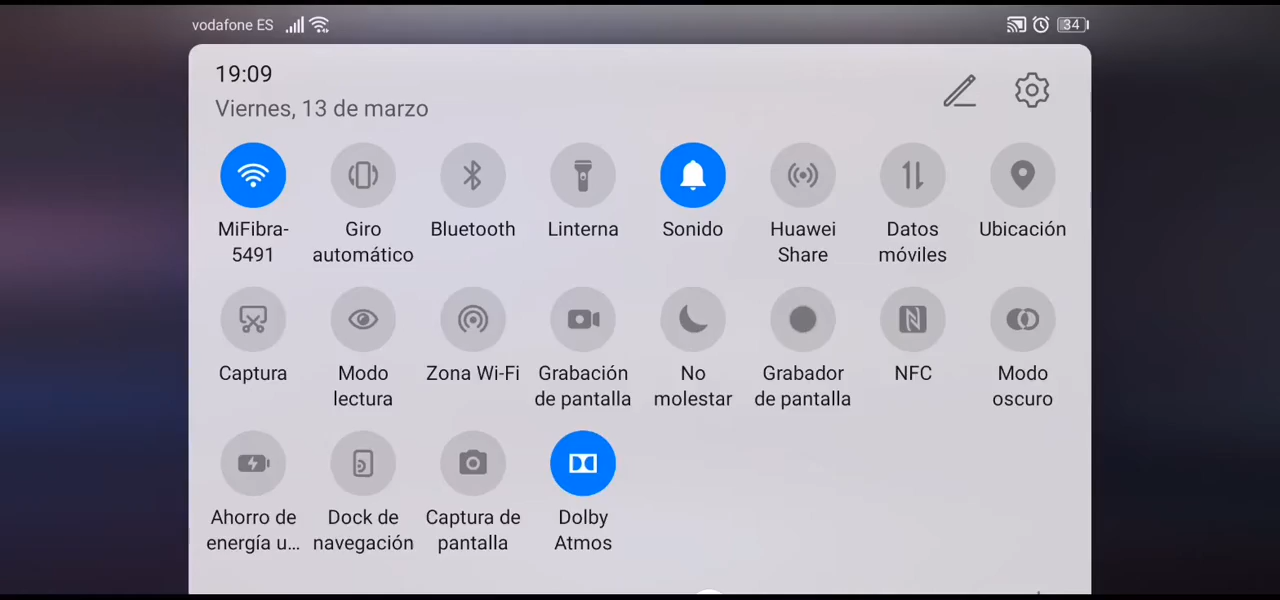 vodafone ES
34
19:09
Viernes, 13 de marzo
MiFibra-
5491
Giro
automático
Bluetooth
Linterna
Sonido
Huawei
Share
Datos
móviles
Ubicación
Captura
Modo
lectura
Zona Wi-Fi
Grabación
de pantalla
No
molestar
Grabador
de pantalla
NFC
Modo
oscuro
Ahorro de
energía u...
Dock de
navegación
Captura de
pantalla
Dolby
Atmos